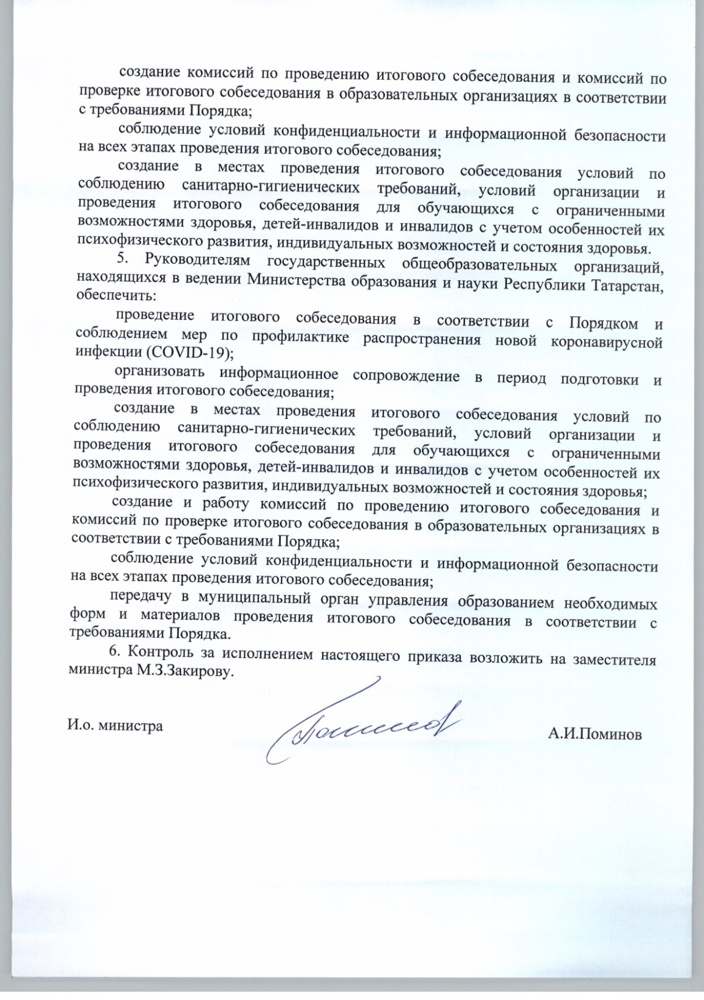 создание комиссий по проведению итогового собеседования и комиссий по
проверке итогового собеседования в образовательных организациях в соответствии
с требованиями Порядка;
соблюдение условий конфиденциальности и информационной безопасности
на всех этапах проведения итогового собеседования;
создание в местах проведения итогового собеседования условий по
соблюдению санитарно-гигиенических требований, условий организации и
проведения итогового собеседования для обучающихся с ограниченными
возможностями здоровья, детей-инвалидов и инвалидов с учетом особенностей их
психофизического развития, индивидуальных возможностей и состояния здоровья.
5. Руководителям государственных общеобразовательных организаций,
находящихся в ведении Министерства образования и науки Республики Татарстан,
обеспечить:
проведение итогового собеседования в соответствии с Порядком и
соблюдением мер по профилактике распространения новой коронавирусной
инфекции (COVID-19);
организовать информационное сопровождение в период подготовки и
проведения итогового собеседования;
создание в местах проведения итогового собеседования условий по
соблюдению санитарно-гигиенических требований, условий организации и
проведения итогового собеседования для обучающихся с ограниченными
возможностями здоровья, детей-инвалидов и инвалидов с учетом особенностей их
психофизического развития, индивидуальных возможностей и состояния здоровья;
создание и работу комиссий по проведению итогового собеседования и
комиссий по проверке итогового собеседования в образовательных организациях в
соответствии с требованиями Порядка;
соблюдение условий конфиденциальности и информационной безопасности
на всех этапах проведения итогового собеседования;
передачу в муниципальный орган управления образованием необходимых
форм и материалов проведения итогового собеседования в соответствии с
требованиями Порядка.
6. Контроль за исполнением настоящего приказа возложить на заместителя
министра М.З.Закирову.
И.о. министра
А.И.Поминов